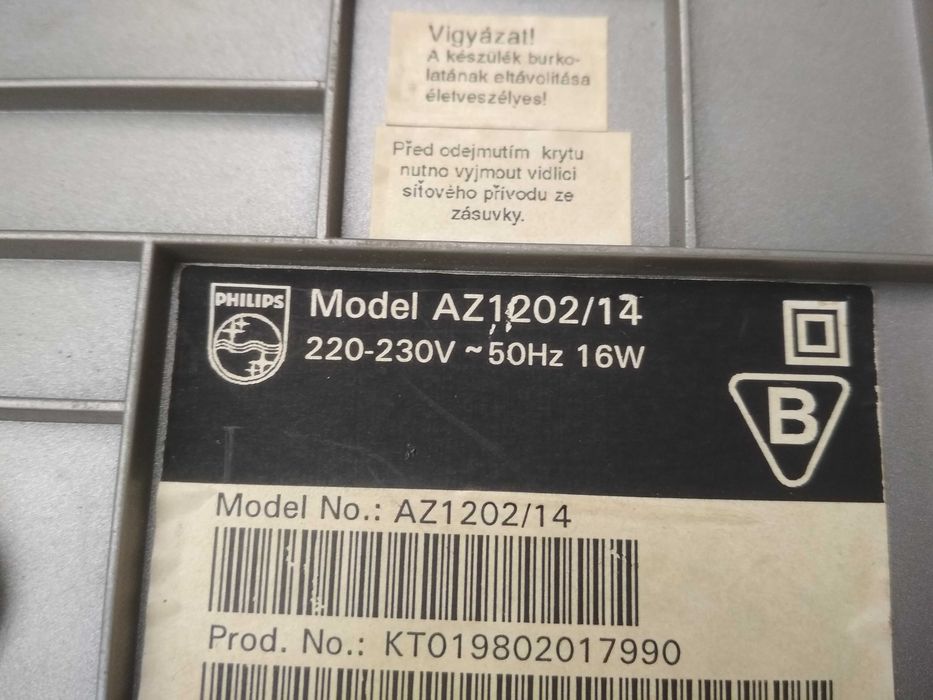 Vigyázat!
A készülék burko-
latának eltávolitása
életveszélyes!
Před odejmutím krytu
nutno vyjmout vidlici
síťového přívodu ze
zásuvky.
PHILIPS
Model AZ1202/14
220-230V ~ 50Hz 16W
B
Model No.: AZ1202/14
Prod. No.: KT019802017990